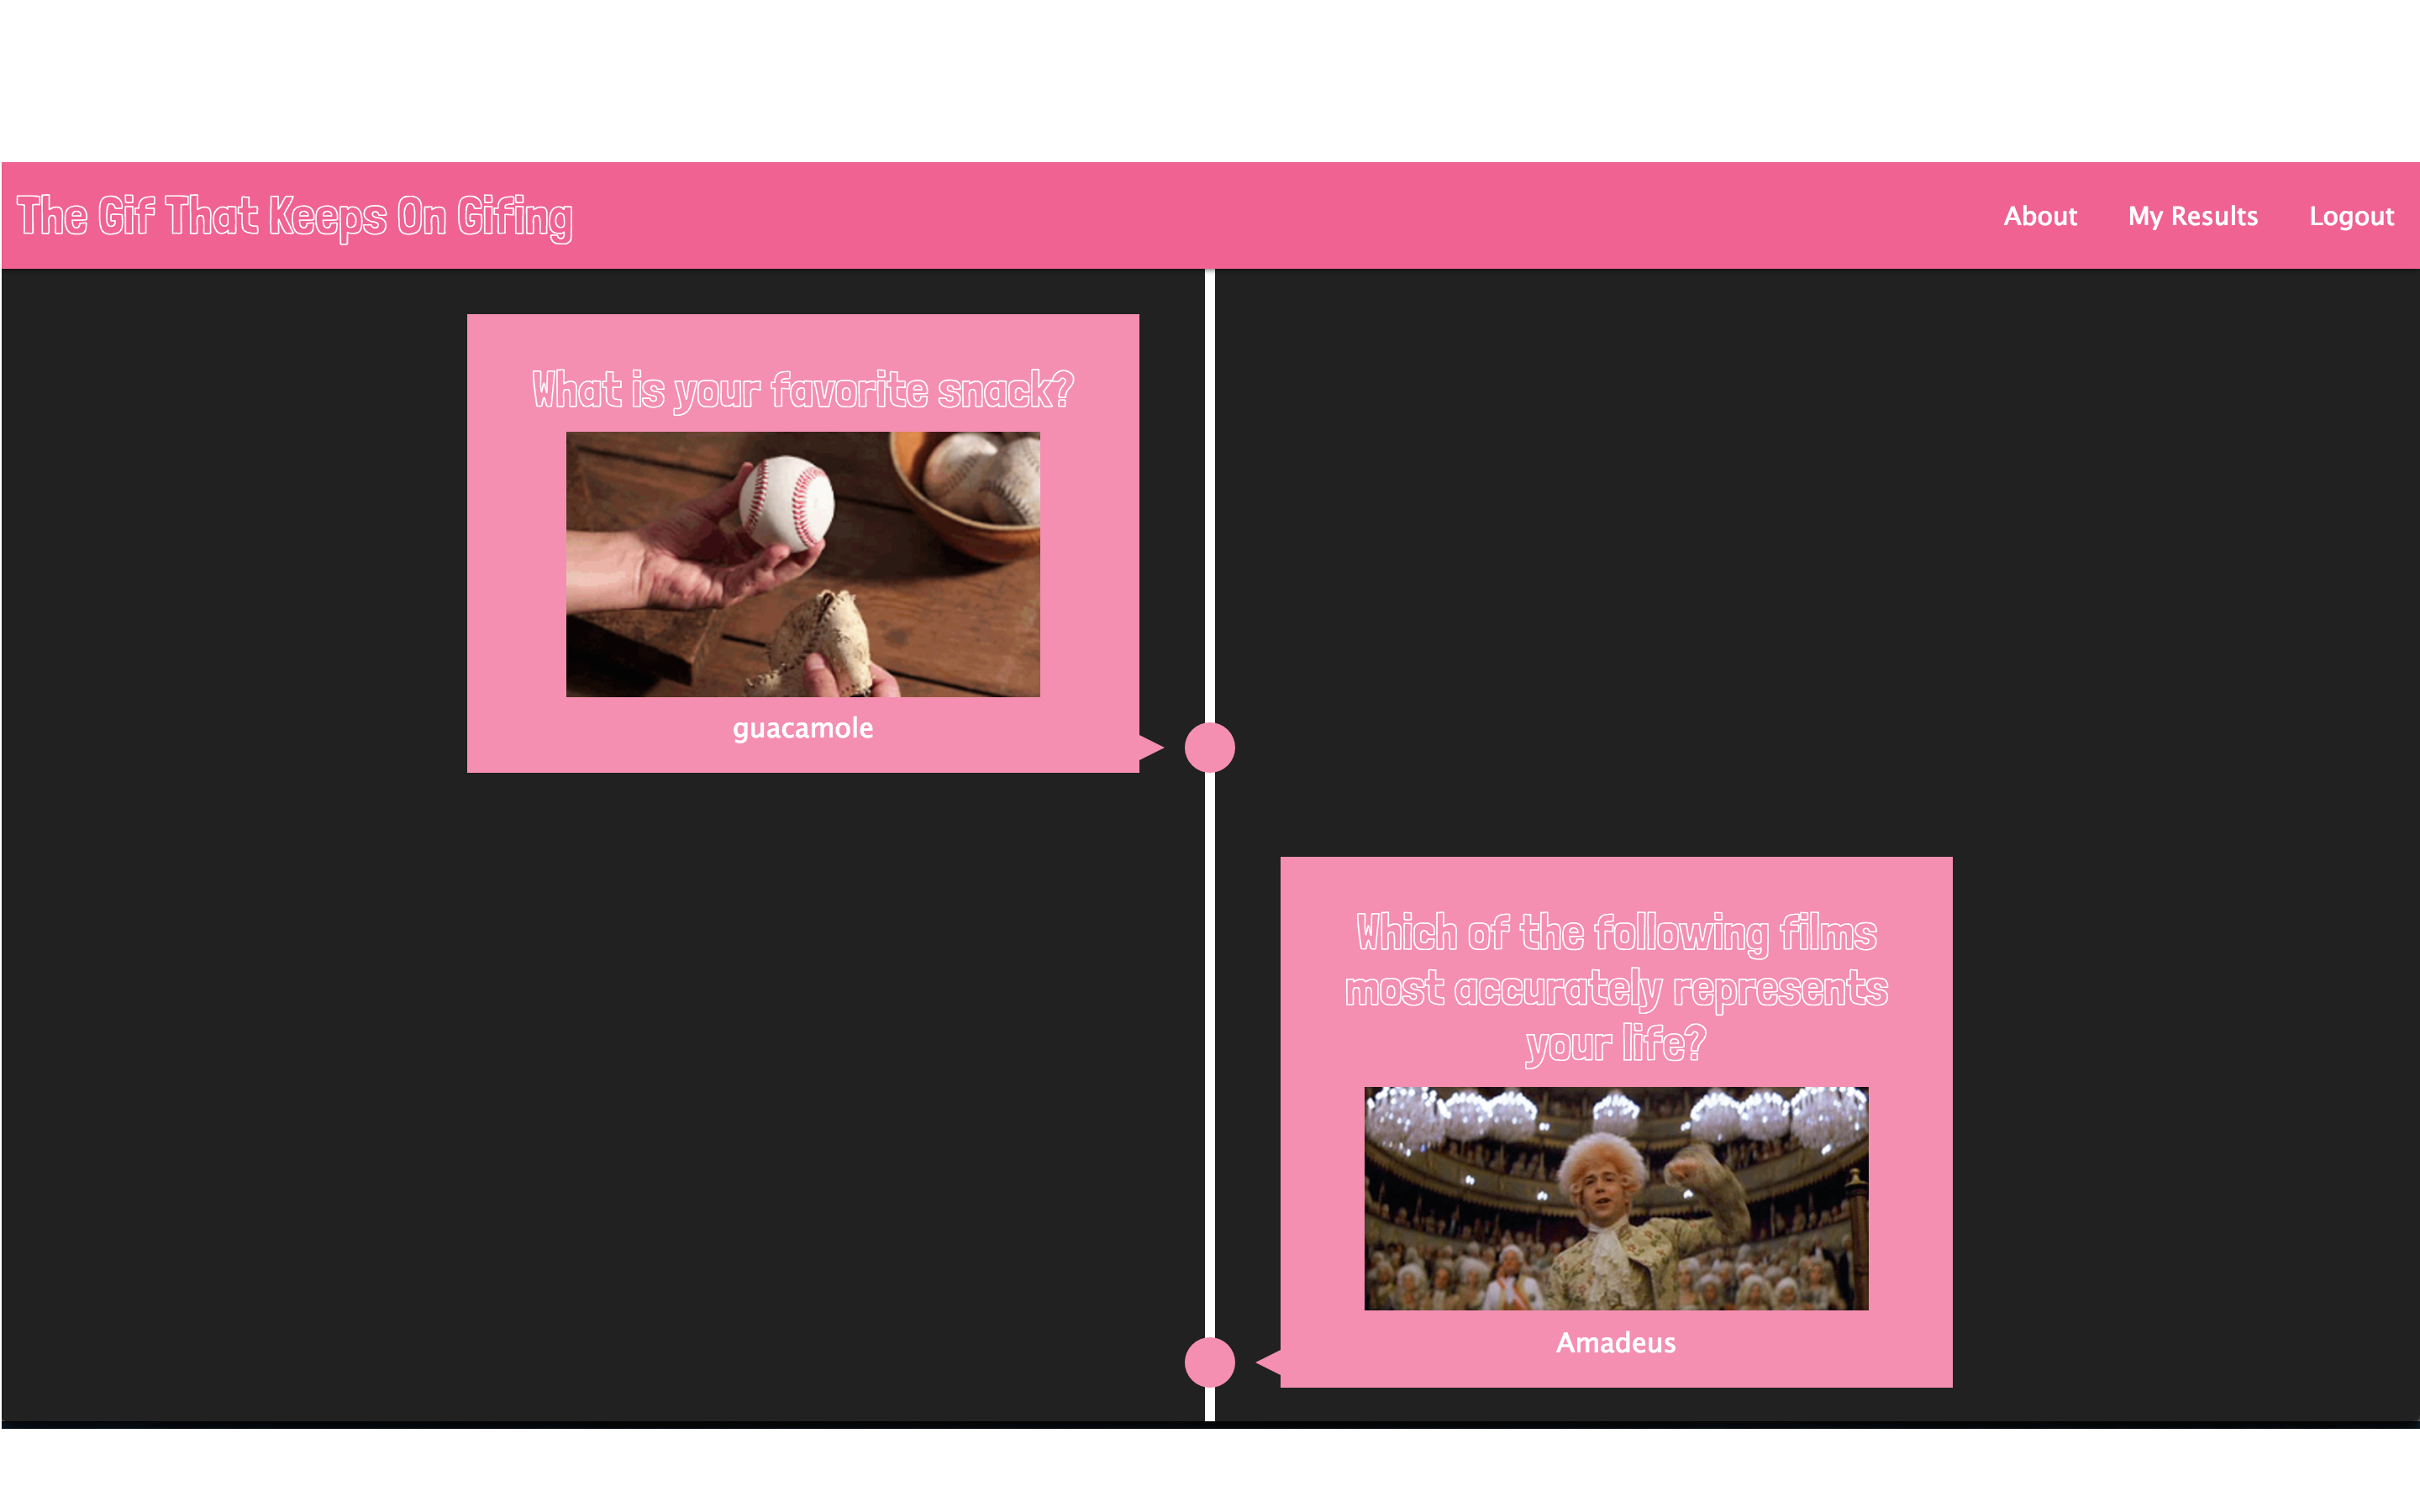 The Gif That Keeps On Gifing
About My Results Logout
What is your favorite snack?
guacamole
Which of the following films
most accurately represents
your life?
Amadeus